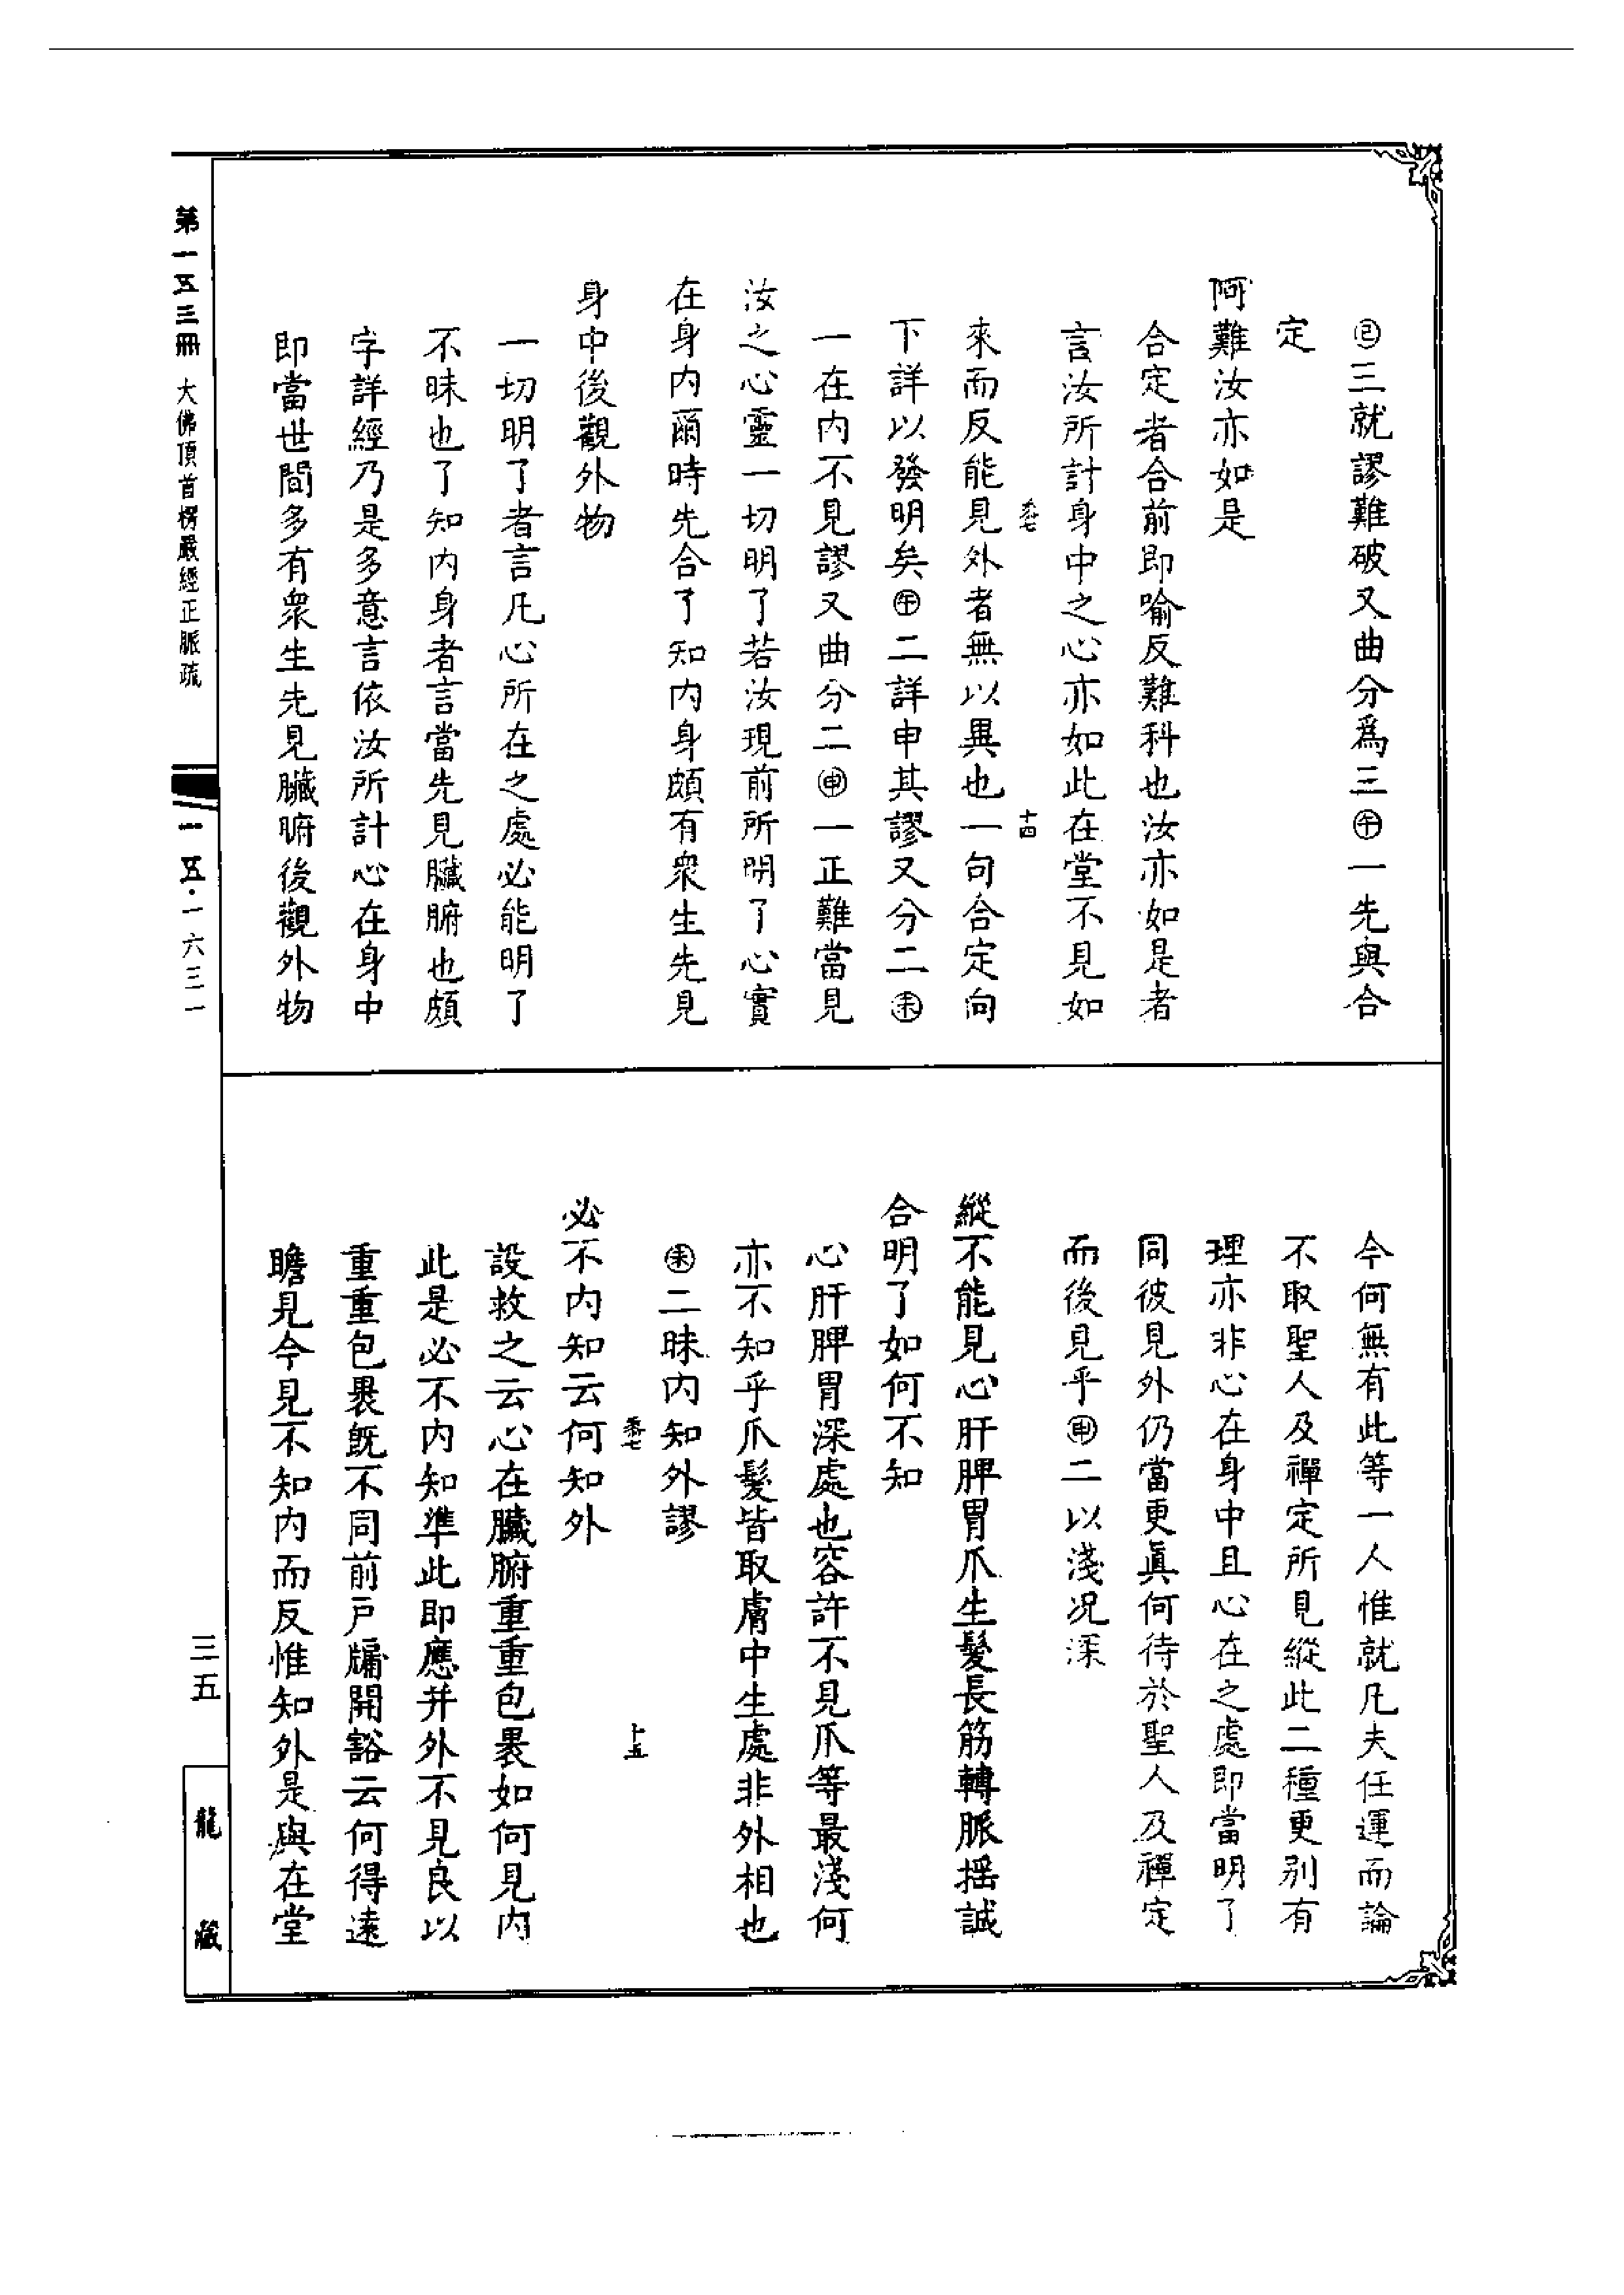 ㊂三就謬難破又曲分爲三㊉一先與合
定
阿難汝亦如是
合定者合前即喻反難科也汝亦如是者
言汝所計身中之心亦如此在堂不見如
十四
來而反能見外者無以異也一句合定向
下詳以發明矣㊉二詳申其謬又分二㊍
一在内不見謬又曲分二㊥一正難當見
汝之心靈一切明了若汝現前所明了心實
在身内爾時先合了知内身頗有衆生先見
身中後觀外物
一切明了者言凡心所在之處必能明了
不昧也了知内身者言當先見臟腑也頗
字詳經乃是多意言依汝所計心在身中
即當世間多有衆生先見臟腑後觀外物
今何無有此等一人惟就凡夫任運而論
不取聖人及禪定所見縱此二種更别有
理亦非心在身中且心在之處即當明了
同彼見外仍當更眞何待於聖人及禪定
而後見乎㊥二以淺况深
縱不能見心肝脾胃爪生髮長筋轉脈摇誠
合明了如何不知
心肝脾胃深處也容許不見爪等最淺何
亦不知乎爪髮皆取膚中生處非外相也
㊍二昧内知外謬
十五
必不内知云何知外
設救之云心在臟腑重重包裹如何見内
此是必不内知準此即應并外不見良以
重重包裹既不同前戸牖開豁云何得遠
瞻見今見不知内而反惟知外是與在堂
第一五三冊 大佛頂首楞嚴經正脈疏
一五·一六三一
三五
龍藏